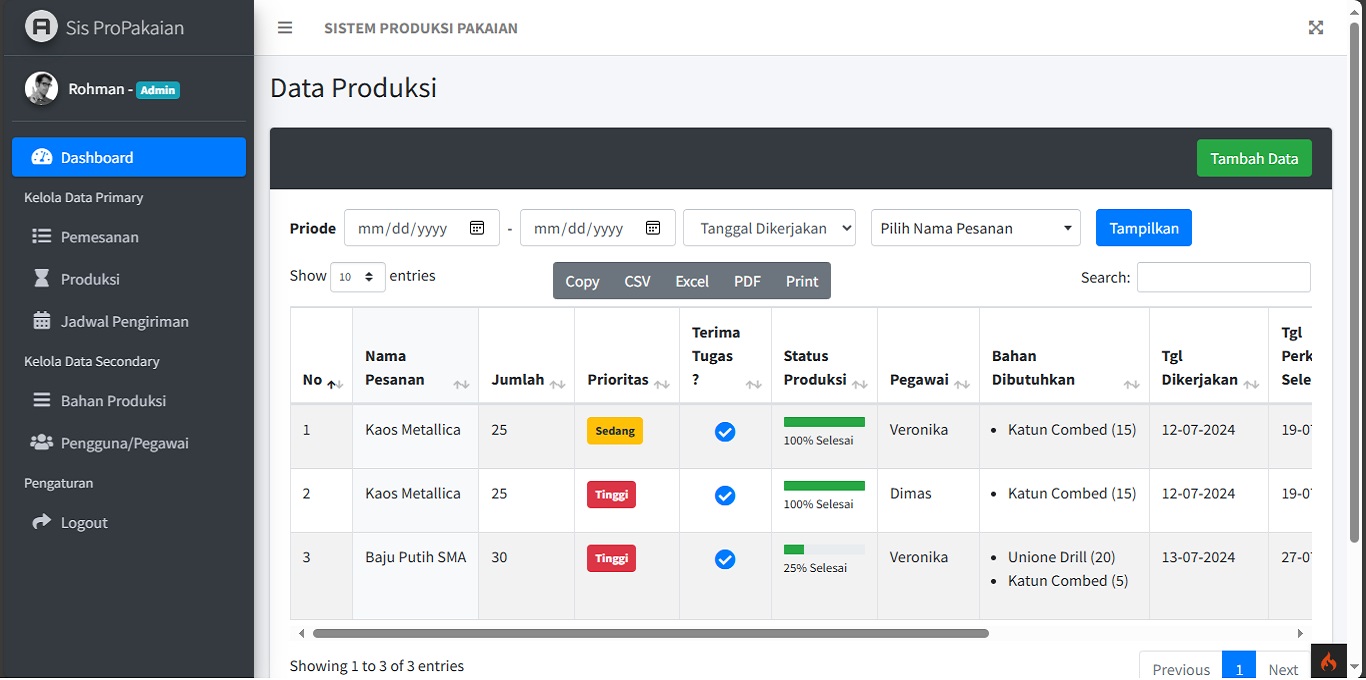 Sis ProPakaian
SISTEM PRODUKSI PAKAIAN
Rohman - Admin
Dashboard
Kelola Data Primary
Pemesanan
Produksi
Jadwal Pengiriman
Kelola Data Secondary
Bahan Produksi
Pengguna/Pegawai
Pengaturan
Logout
Data Produksi
Tambah Data
Priode mm/dd/yyyy - mm/dd/yyyy Tanggal Dikerjakan Pilih Nama Pesanan Tampilkan
Show 10 entries Copy CSV Excel PDF Print Search:
No Nama Pesanan Jumlah Prioritas Terima Tugas ? Status Produksi Pegawai Bahan Dibutuhkan Tgl Dikerjakan Tgl Perk Sele
1 Kaos Metallica 25 Sedang 100% Selesai Veronika • Katun Combed (15) 12-07-2024 19-0
2 Kaos Metallica 25 Tinggi 100% Selesai Dimas • Katun Combed (15) 12-07-2024 19-0
3 Baju Putih SMA 30 Tinggi 25% Selesai Veronika • Unione Drill (20) 13-07-2024 27-0
• Katun Combed (5)
Showing 1 to 3 of 3 entries
Previous 1 Next